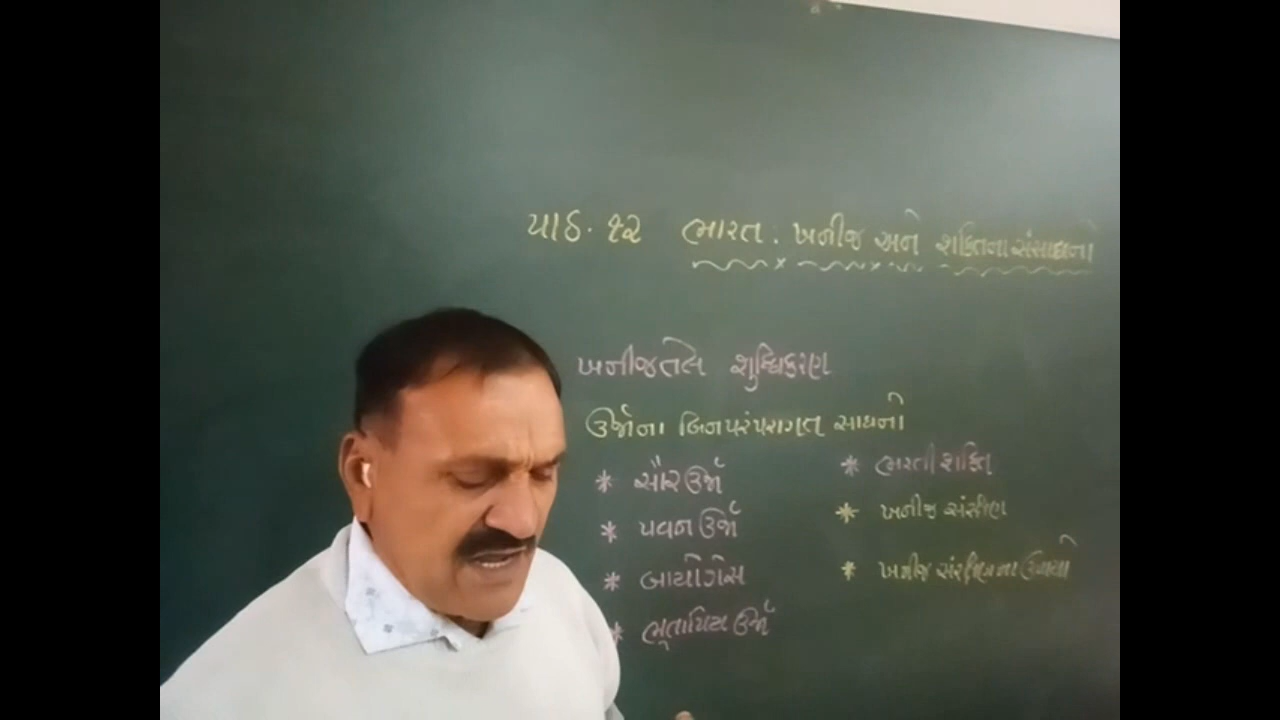 પાઠ. ૧૨ ભારત : ખનીજ અને શક્તિના સંસાધનો
ખનીજતેલ શુદ્ધિકરણ
ઉર્જાના બિનપરંપરાગત સાધનો
* સૌર ઉર્જા
* પવન ઉર્જા
* બાયોગેસ
* ભૂતાપિય ઉર્જા
* ભરતી શક્તિ
* ખનીજ સંરક્ષણ
* ખનીજ સંરક્ષણના ઉપાયો